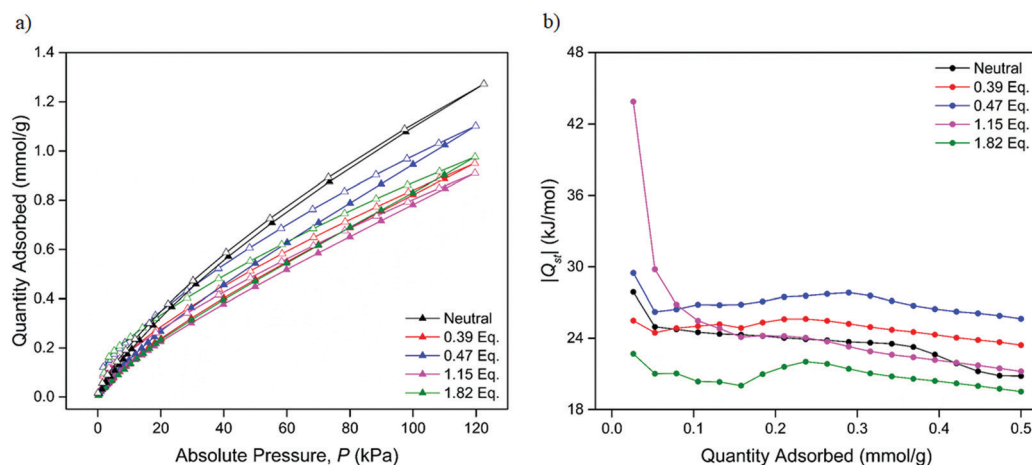 a)
1.4
1.2
1.0
0.8
0.6
0.4
0.2
0.0
Quantity Adsorbed (mmol/g)
0 20 40 60 80 100 120
Absolute Pressure, P (kPa)
Neutral
0.39 Eq.
0.47 Eq.
1.15 Eq.
1.82 Eq.
b)
48
42
36
30
24
18
|Qst| (kJ/mol)
0.0 0.1 0.2 0.3 0.4 0.5
Quantity Adsorbed (mmol/g)
Neutral
0.39 Eq.
0.47 Eq.
1.15 Eq.
1.82 Eq.